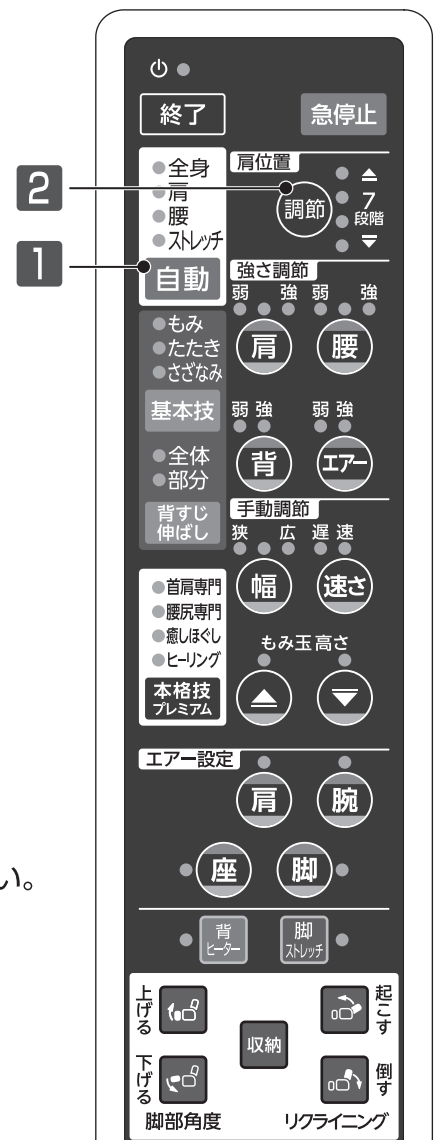 終了
急停止
全身
肩
腰
ストレッチ
自動
2
1
肩位置
調節
7
段階
強さ調節
弱 強 弱 強
肩 腰
もみ
たたき
さざなみ
基本技
弱 強 弱 強
背 エアー
全体
部分
背すじ
伸ばし
手動調節
狭 広 遅 速
幅 速さ
首肩専門
腰尻専門
癒しほぐし
ヒーリング
本格技
プレミアム
もみ玉高さ
エアー設定
肩 腕
座 脚
い。
背
ヒーター
脚
ストレッチ
上げる
下げる
脚部角度
収納
起こす
倒す
リクライニング